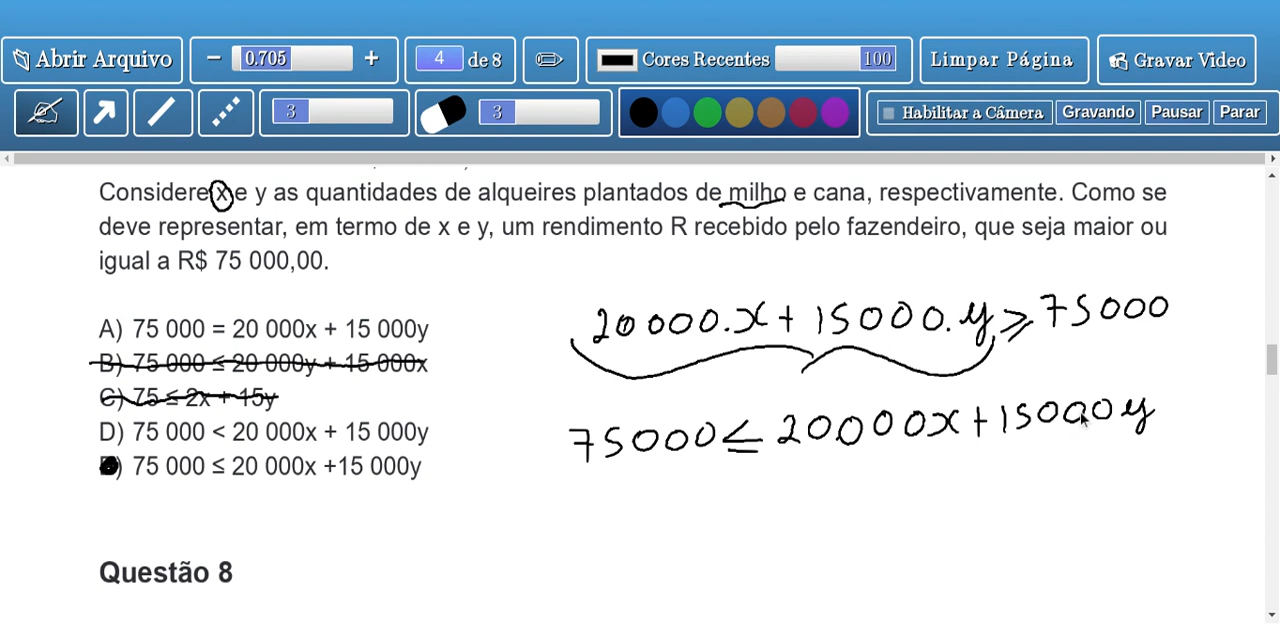 Abrir Arquivo − 0.705 + 4 de 8 Cores Recentes 100 Limpar Página Gravar Video
3 3 Habilitar a Câmera Gravando Pausar Parar
Considere x e y as quantidades de alqueires plantados de milho e cana, respectivamente. Como se
deve representar, em termo de x e y, um rendimento R recebido pelo fazendeiro, que seja maior ou
igual a R$ 75 000,00.
20000.x + 15000.y ≥ 75000
A) 75 000 = 20 000x + 15 000y
B) 75 000 ≤ 20 000y + 15 000x
C) 75 ≤ 2x + 15y
75000 ≤ 20000x + 15000y
D) 75 000 < 20 000x + 15 000y
) 75 000 ≤ 20 000x +15 000y
Questão 8